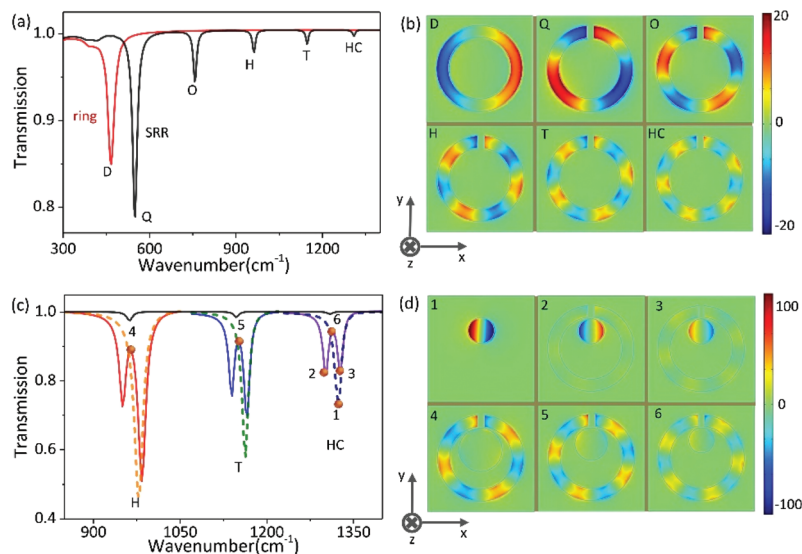 (a)
1.0
0.9
0.8
Transmission
ring
SRR
D
Q
O
H
T
HC
300
600
900
1200
Wavenumber(cm⁻¹)
(b)
D
Q
O
H
T
HC
20
0
-20
y
z
x
(c)
1.0
0.8
0.6
0.4
Transmission
4
5
6
2
3
1
H
T
HC
900
1050
1200
1350
Wavenumber(cm⁻¹)
(d)
1
2
3
4
5
6
100
0
-100
y
z
x